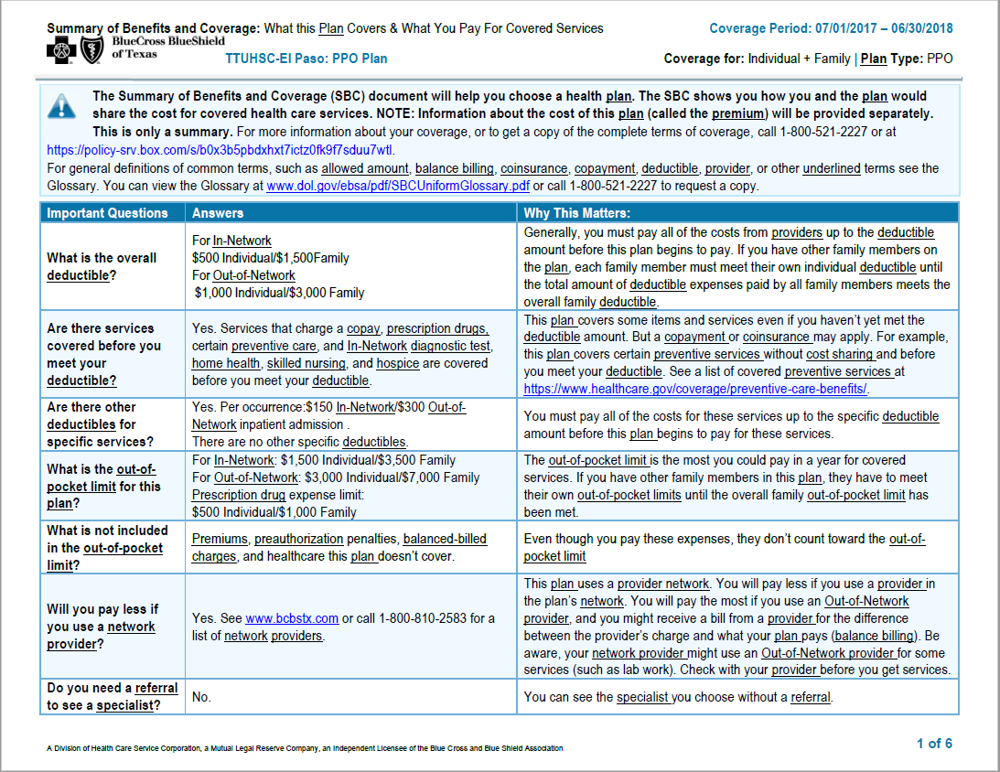 Summary of Benefits and Coverage: What this Plan Covers & What You Pay For Covered Services
Coverage Period: 07/01/2017 – 06/30/2018
BlueCross BlueShield
of Texas
TTUHSC-El Paso: PPO Plan
Coverage for: Individual + Family | Plan Type: PPO
The Summary of Benefits and Coverage (SBC) document will help you choose a health plan. The SBC shows you how you and the plan would
share the cost for covered health care services. NOTE: Information about the cost of this plan (called the premium) will be provided separately.
This is only a summary. For more information about your coverage, or to get a copy of the complete terms of coverage, call 1-800-521-2227 or at
https://policy-srv.box.com/s/b0x3b5pbdxhxt7ictz0fk9f7sduu7wtl.
For general definitions of common terms, such as allowed amount, balance billing, coinsurance, copayment, deductible, provider, or other underlined terms see the
Glossary. You can view the Glossary at www.dol.gov/ebsa/pdf/SBCUniformGlossary.pdf or call 1-800-521-2227 to request a copy.
Important Questions
Answers
Why This Matters:
What is the overall
deductible?
For In-Network
$500 Individual/$1,500Family
For Out-of-Network
$1,000 Individual/$3,000 Family
Generally, you must pay all of the costs from providers up to the deductible
amount before this plan begins to pay. If you have other family members on
the plan, each family member must meet their own individual deductible until
the total amount of deductible expenses paid by all family members meets the
overall family deductible.
Are there services
covered before you
meet your
deductible?
Yes. Services that charge a copay, prescription drugs,
certain preventive care, and In-Network diagnostic test,
home health, skilled nursing, and hospice are covered
before you meet your deductible.
This plan covers some items and services even if you haven't yet met the
deductible amount. But a copayment or coinsurance may apply. For example,
this plan covers certain preventive services without cost sharing and before
you meet your deductible. See a list of covered preventive services at
https://www.healthcare.gov/coverage/preventive-care-benefits/.
Are there other
deductibles for
specific services?
Yes. Per occurrence:$150 In-Network/$300 Out-of-
Network inpatient admission .
There are no other specific deductibles.
You must pay all of the costs for these services up to the specific deductible
amount before this plan begins to pay for these services.
What is the out-of-
pocket limit for this
plan?
For In-Network: $1,500 Individual/$3,500 Family
For Out-of-Network: $3,000 Individual/$7,000 Family
Prescription drug expense limit:
$500 Individual/$1,000 Family
The out-of-pocket limit is the most you could pay in a year for covered
services. If you have other family members in this plan, they have to meet
their own out-of-pocket limits until the overall family out-of-pocket limit has
been met.
What is not included
in the out-of-pocket
limit?
Premiums, preauthorization penalties, balanced-billed
charges, and healthcare this plan doesn't cover.
Even though you pay these expenses, they don't count toward the out-of-
pocket limit
Will you pay less if
you use a network
provider?
Yes. See www.bcbstx.com or call 1-800-810-2583 for a
list of network providers.
This plan uses a provider network. You will pay less if you use a provider in
the plan's network. You will pay the most if you use an Out-of-Network
provider, and you might receive a bill from a provider for the difference
between the provider's charge and what your plan pays (balance billing). Be
aware, your network provider might use an Out-of-Network provider for some
services (such as lab work). Check with your provider before you get services.
Do you need a referral
to see a specialist?
No.
You can see the specialist you choose without a referral.
A Division of Health Care Service Corporation, a Mutual Legal Reserve Company, an Independent Licensee of the Blue Cross and Blue Shield Association
1 of 6